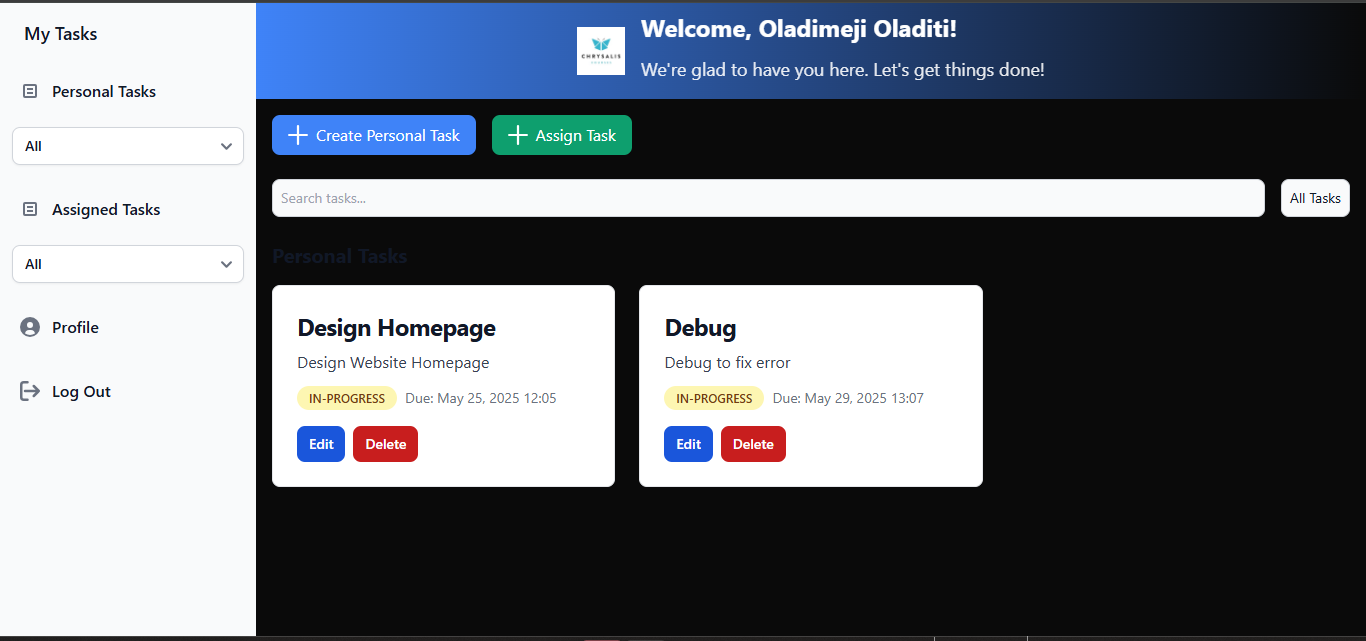 My Tasks
Personal Tasks
All
Assigned Tasks
All
Profile
Log Out
CHRYSALIS
Welcome, Oladimeji Oladiti!
We're glad to have you here. Let's get things done!
Create Personal Task
Assign Task
Search tasks...
All Tasks
Personal Tasks
Design Homepage
Design Website Homepage
IN-PROGRESS Due: May 25, 2025 12:05
Edit Delete
Debug
Debug to fix error
IN-PROGRESS Due: May 29, 2025 13:07
Edit Delete